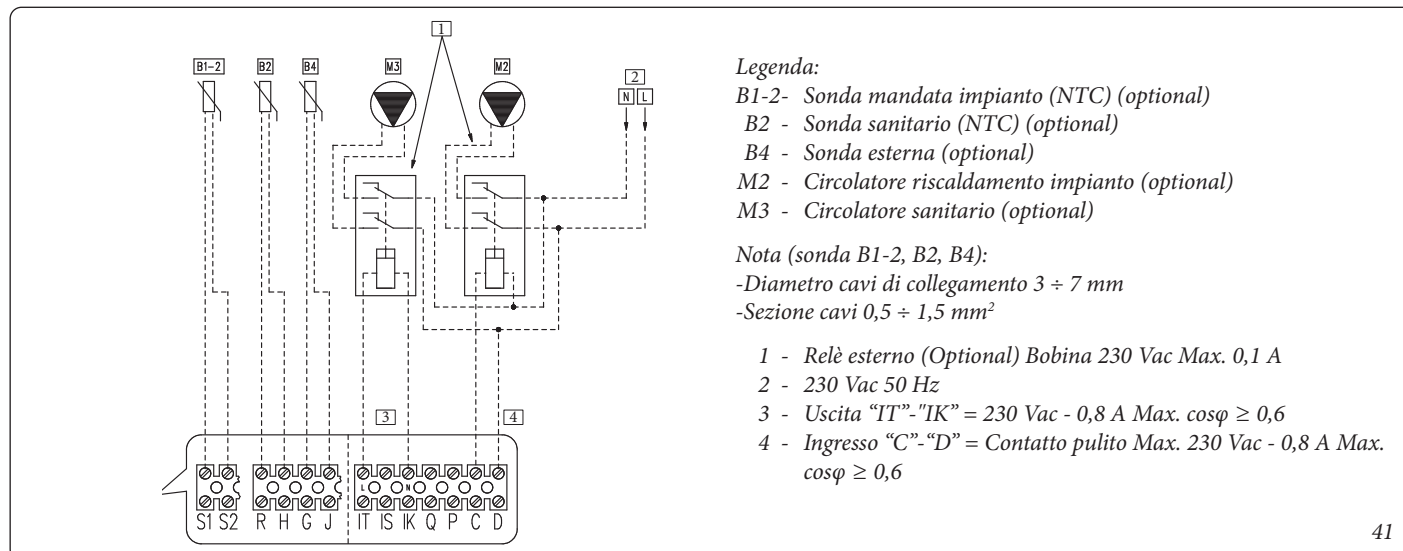 1
B1-2 B2 B4 M3 M2
2
N L
3 4
L N
S1 S2 R H G J IT IS IK Q P C D
Legenda:
B1-2- Sonda mandata impianto (NTC) (optional)
B2 - Sonda sanitario (NTC) (optional)
B4 - Sonda esterna (optional)
M2 - Circolatore riscaldamento impianto (optional)
M3 - Circolatore sanitario (optional)
Nota (sonda B1-2, B2, B4):
-Diametro cavi di collegamento 3 ÷ 7 mm
-Sezione cavi 0,5 ÷ 1,5 mm²
1 - Relè esterno (Optional) Bobina 230 Vac Max. 0,1 A
2 - 230 Vac 50 Hz
3 - Uscita “IT”-"IK” = 230 Vac - 0,8 A Max. cosφ ≥ 0,6
4 - Ingresso “C”-“D” = Contatto pulito Max. 230 Vac - 0,8 A Max.
cosφ ≥ 0,6
41